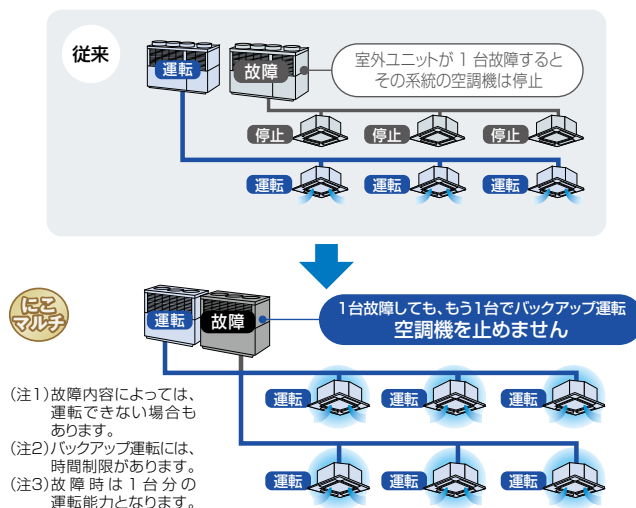 従来
運転
故障
室外ユニットが 1 台故障すると
その系統の空調機は停止
停止 停止 停止
運転 運転 運転
にこ
マルチ
運転
故障
1台故障しても、もう1台でバックアップ運転
空調機を止めません
運転 運転 運転
運転 運転 運転
(注1)故障内容によっては、
運転できない場合も
あります。
(注2)バックアップ運転には、
時間制限があります。
(注3)故障時は1台分の
運転能力となります。